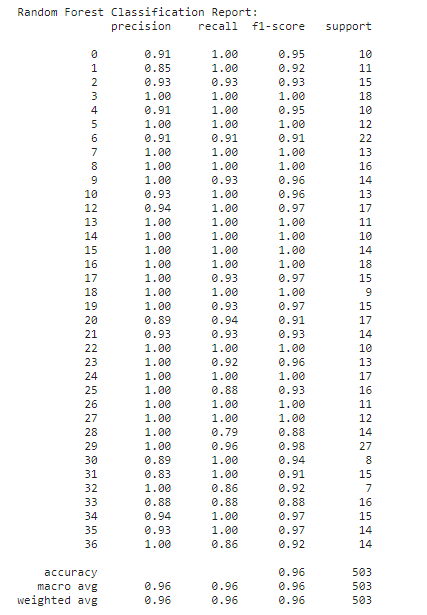 Random Forest Classification Report:
precision recall f1-score support
0 0.91 1.00 0.95 10
1 0.85 1.00 0.92 11
2 0.93 0.93 0.93 15
3 1.00 1.00 1.00 18
4 0.91 1.00 0.95 10
5 1.00 1.00 1.00 12
6 0.91 0.91 0.91 22
7 1.00 1.00 1.00 13
8 1.00 1.00 1.00 16
9 1.00 0.93 0.96 14
10 0.93 1.00 0.96 13
12 0.94 1.00 0.97 17
13 1.00 1.00 1.00 11
14 1.00 1.00 1.00 10
15 1.00 1.00 1.00 14
16 1.00 1.00 1.00 18
17 1.00 0.93 0.97 15
18 1.00 1.00 1.00 9
19 1.00 0.93 0.97 15
20 0.89 0.94 0.91 17
21 0.93 0.93 0.93 14
22 1.00 1.00 1.00 10
23 1.00 0.92 0.96 13
24 1.00 1.00 1.00 17
25 1.00 0.88 0.93 16
26 1.00 1.00 1.00 11
27 1.00 1.00 1.00 12
28 1.00 0.79 0.88 14
29 1.00 0.96 0.98 27
30 0.89 1.00 0.94 8
31 0.83 1.00 0.91 15
32 1.00 0.86 0.92 7
33 0.88 0.88 0.88 16
34 0.94 1.00 0.97 15
35 0.93 1.00 0.97 14
36 1.00 0.86 0.92 14
accuracy 0.96 503
macro avg 0.96 0.96 0.96 503
weighted avg 0.96 0.96 0.96 503